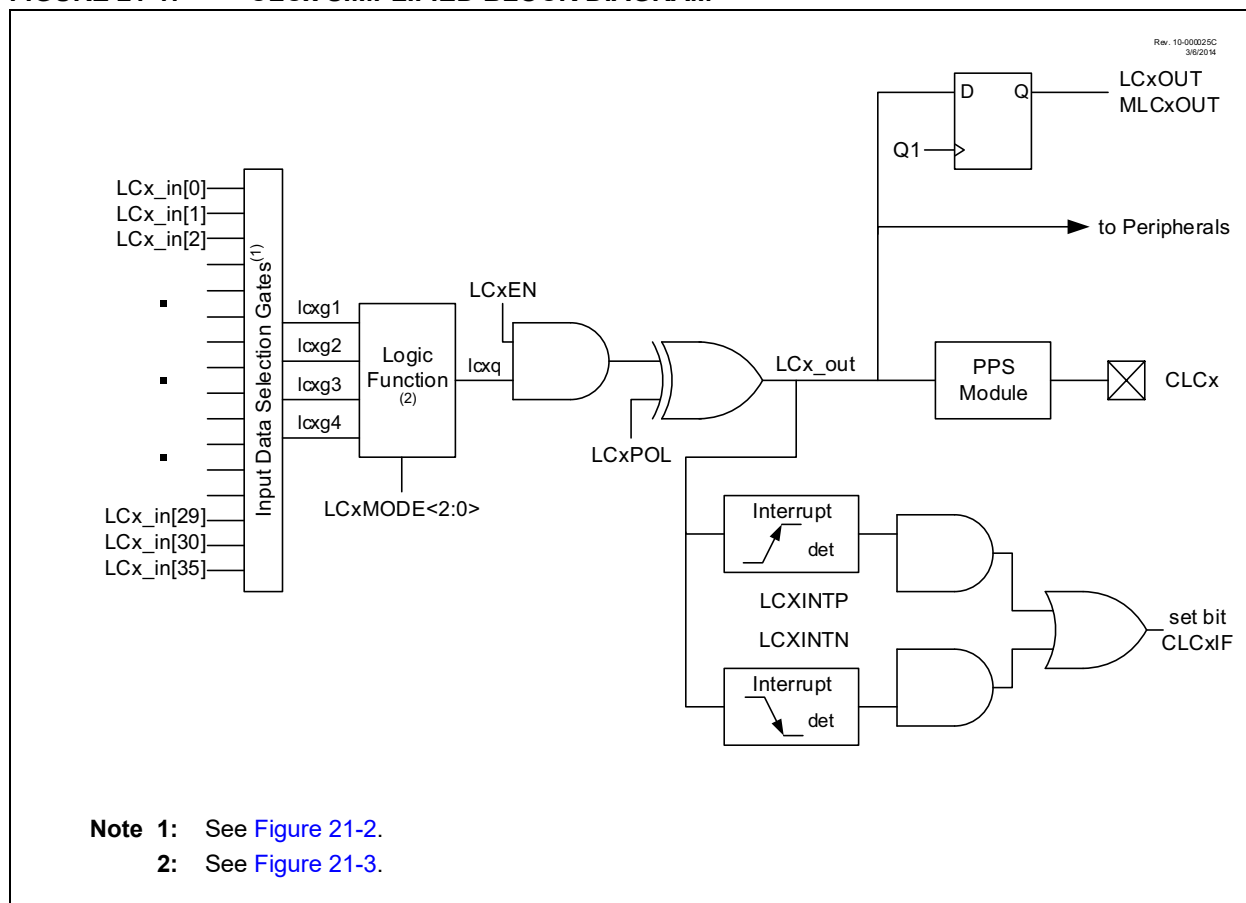 Rev. 10-000025C
3/6/2014
LCx_in[0]
LCx_in[1]
LCx_in[2]
LCx_in[29]
LCx_in[30]
LCx_in[35]
Input Data Selection Gates(1)
lcxg1
lcxg2
lcxg3
lcxg4
Logic
Function
(2)
LCxMODE<2:0>
lcxq
LCxEN
LCxPOL
LCx_out
D Q
Q1
LCxOUT
MLCxOUT
to Peripherals
PPS
Module
CLCx
Interrupt
det
LCXINTP
LCXINTN
Interrupt
det
set bit
CLCxIF
Note 1: See Figure 21-2.
2: See Figure 21-3.